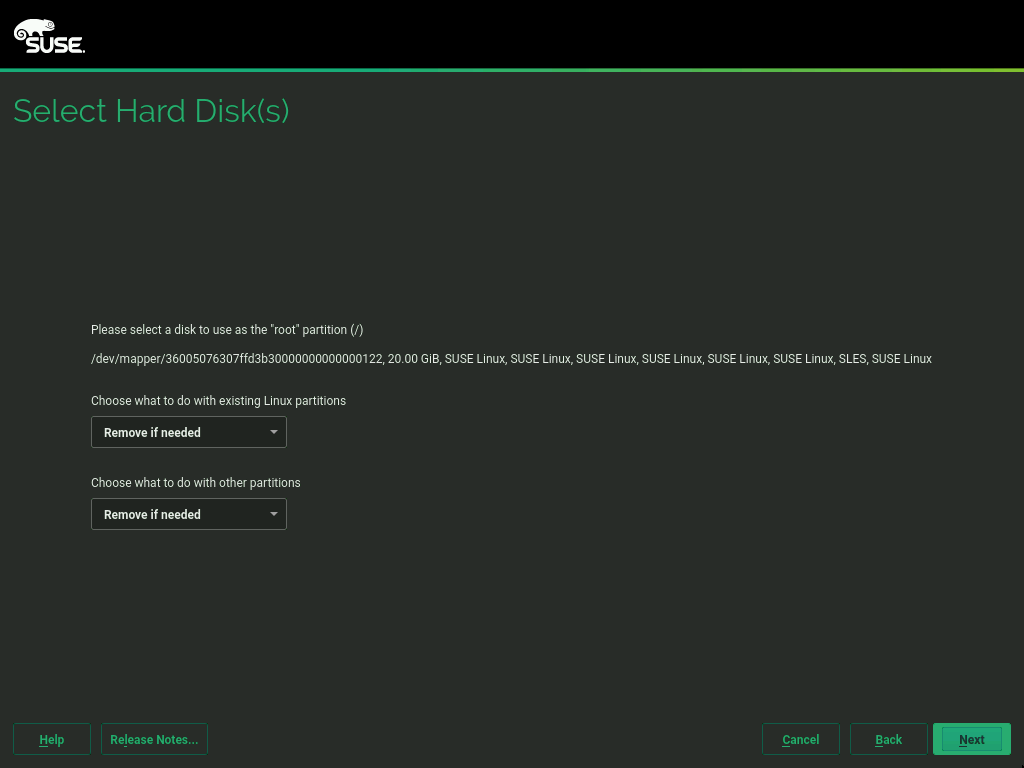 SUSE
Select Hard Disk(s)
Please select a disk to use as the "root" partition (/)
/dev/mapper/36005076307ffd3b30000000000000122, 20.00 GiB, SUSE Linux, SUSE Linux, SUSE Linux, SUSE Linux, SUSE Linux, SUSE Linux, SLES, SUSE Linux
Choose what to do with existing Linux partitions
Remove if needed
Choose what to do with other partitions
Remove if needed
Help Release Notes... Cancel Back Next